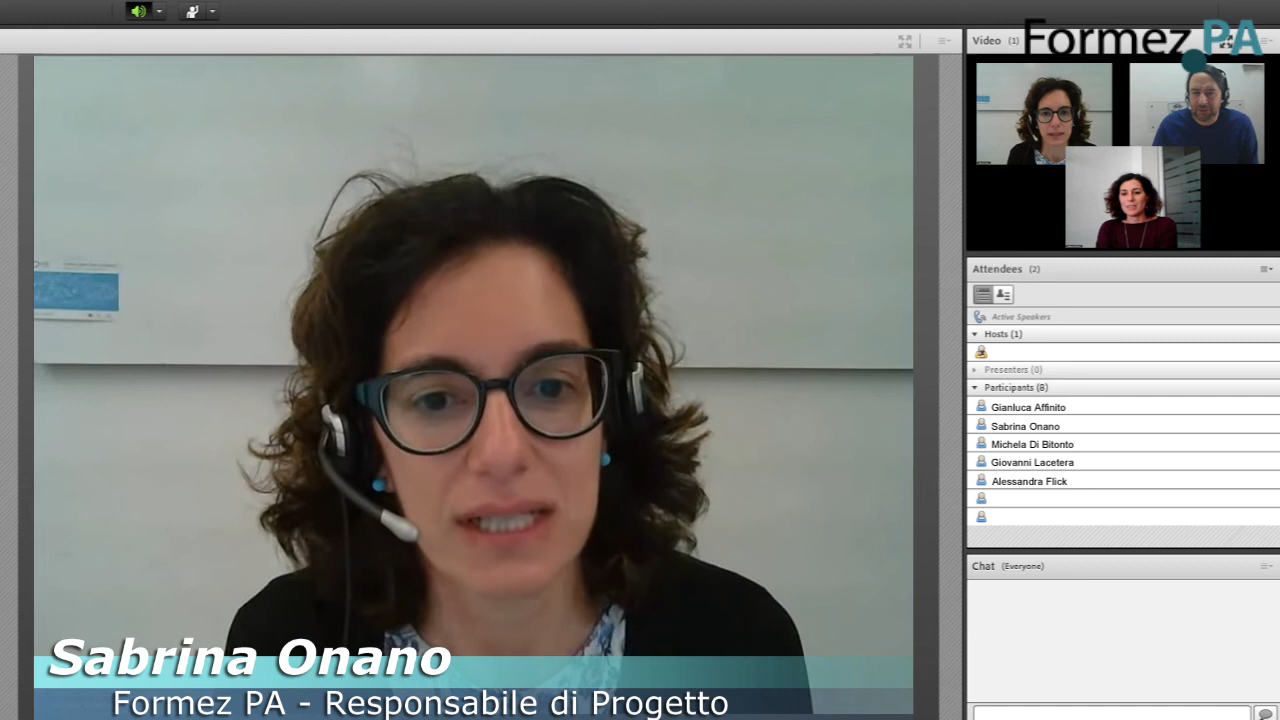 Video (1)
Formez PA
Attendees (2)
Active Speakers
Hosts (1)
Presenters (0)
Participants (8)
Gianluca Affinito
Sabrina Onano
Michela Di Bitonto
Giovanni Lacetera
Alessandra Flick
Chat (Everyone)
Sabrina Onano
Formez PA - Responsabile di Progetto